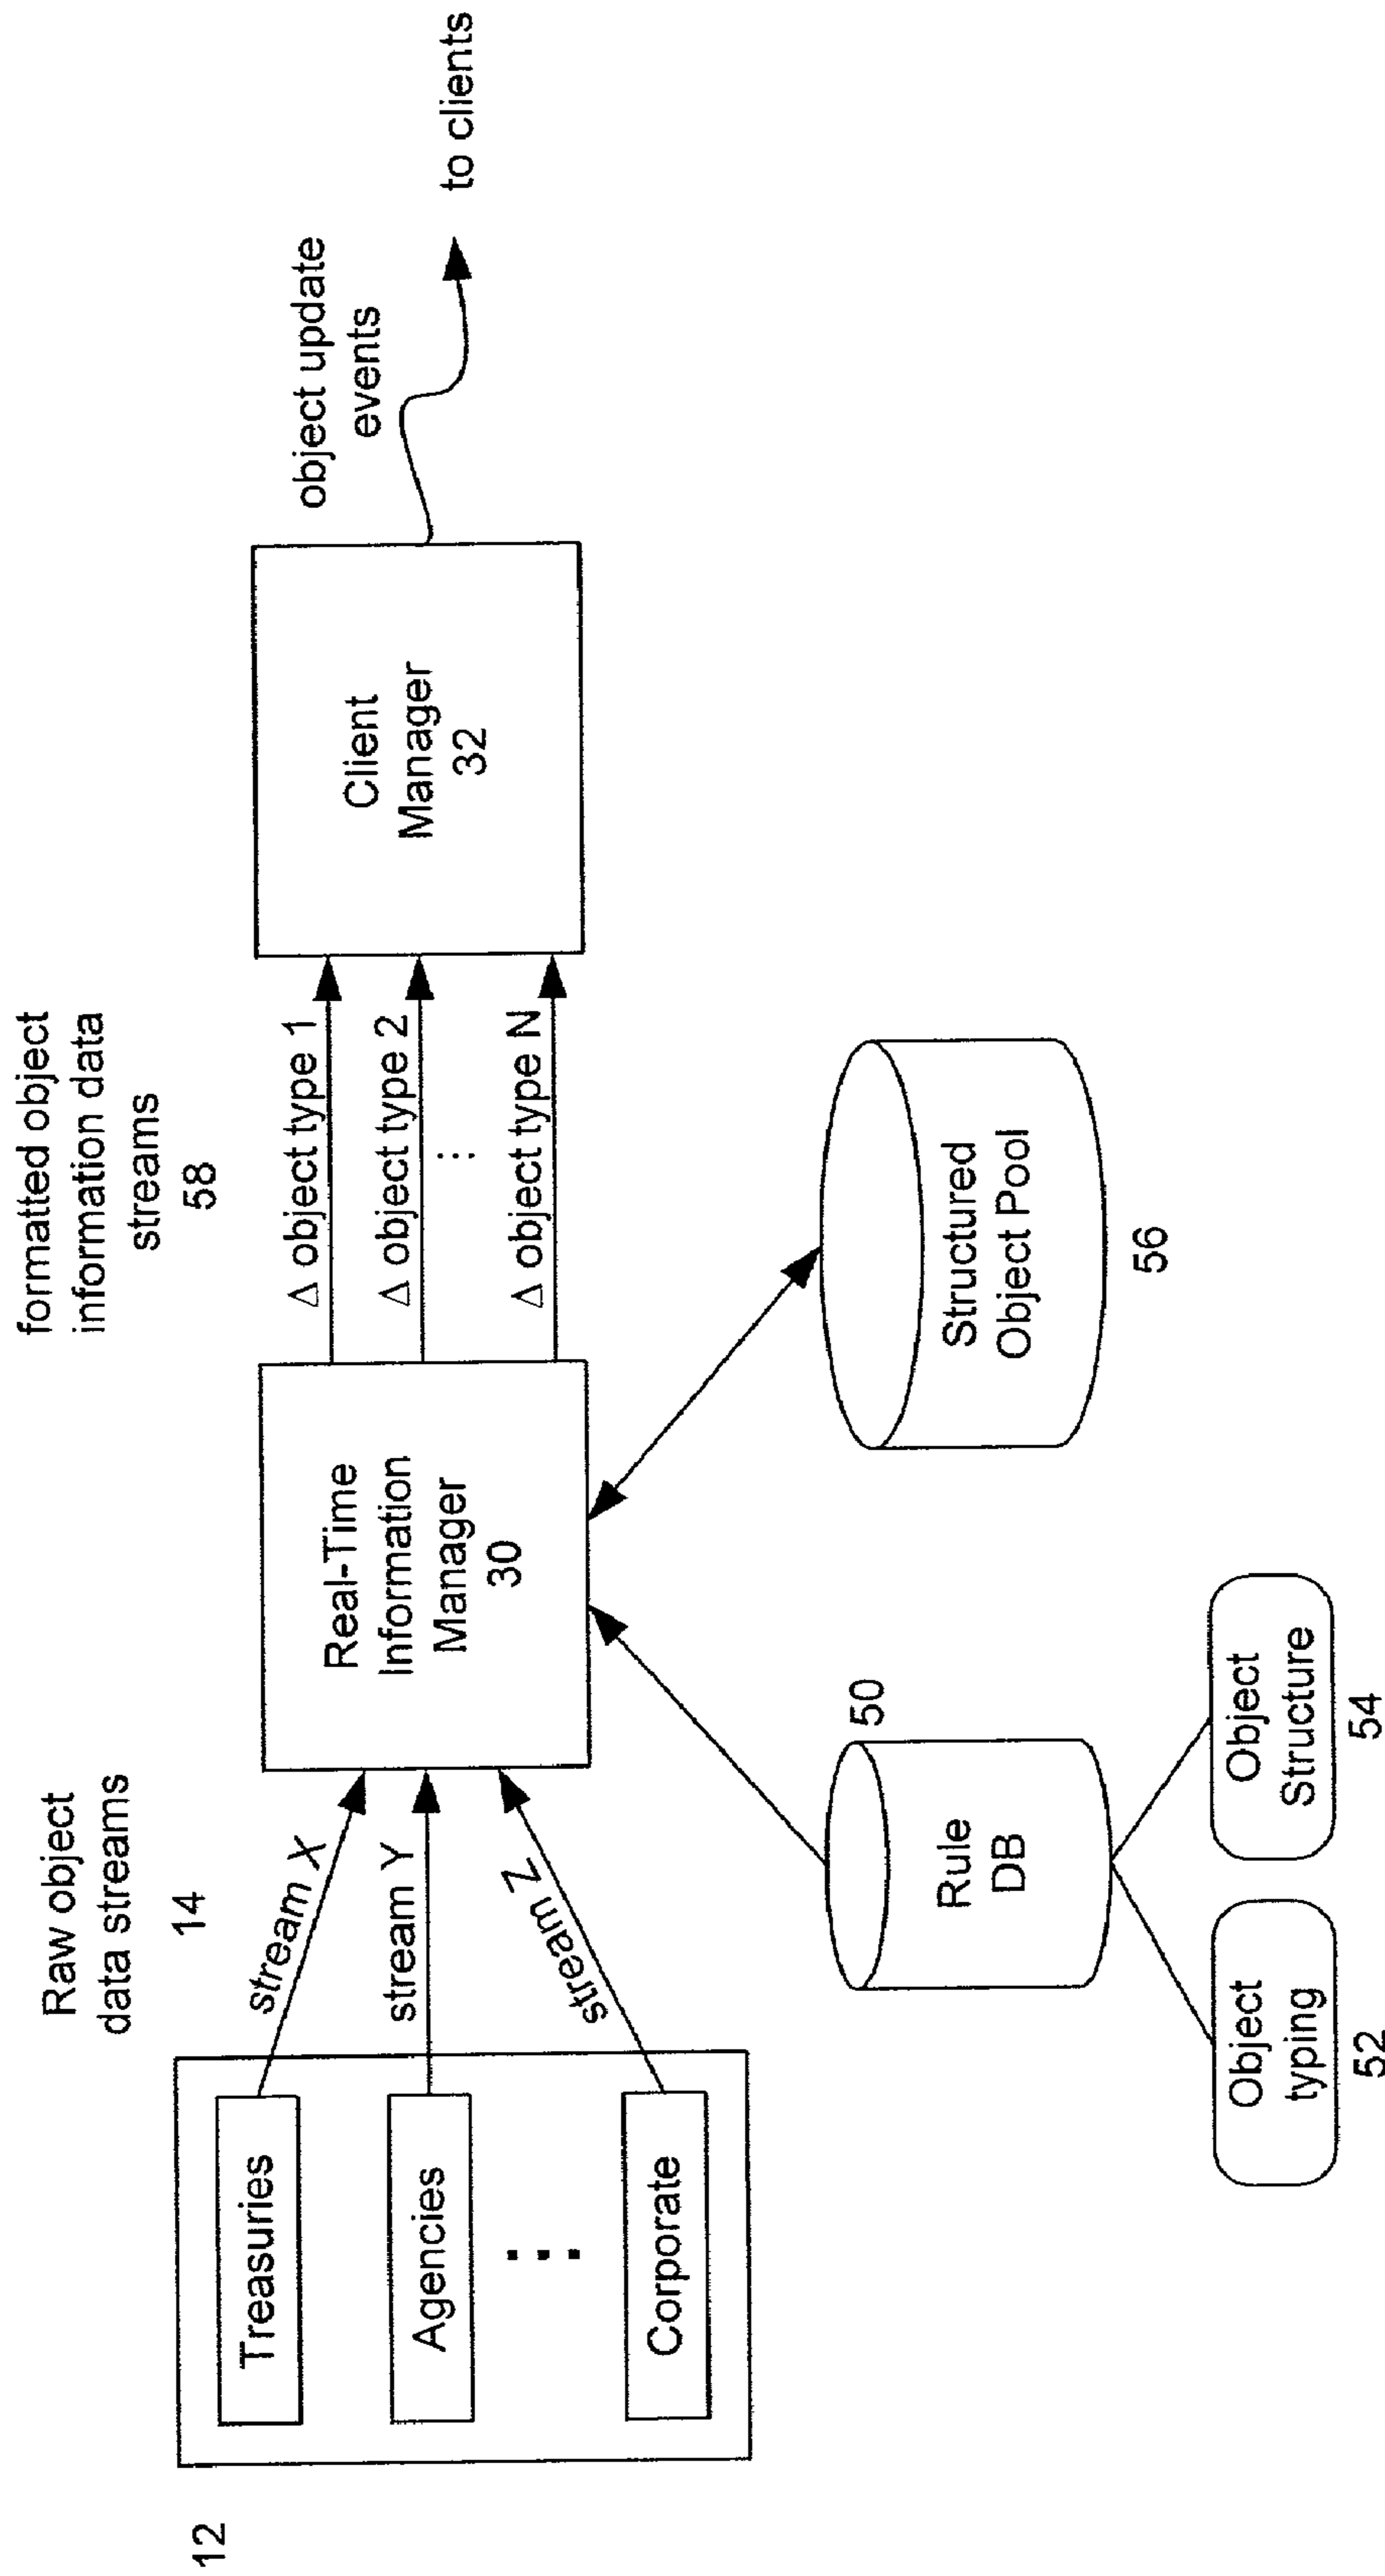 12
Treasuries
Agencies
Corporate
Raw object
data streams
14
stream X
stream Y
stream Z
Real-Time
Information
Manager
30
formatted object
information data
streams
58
Δ object type 1
Δ object type 2
Δ object type N
Client
Manager
32
object update
events
to clients
Rule
DB
50
Object
typing
52
Object
Structure
54
Structured
Object Pool
56